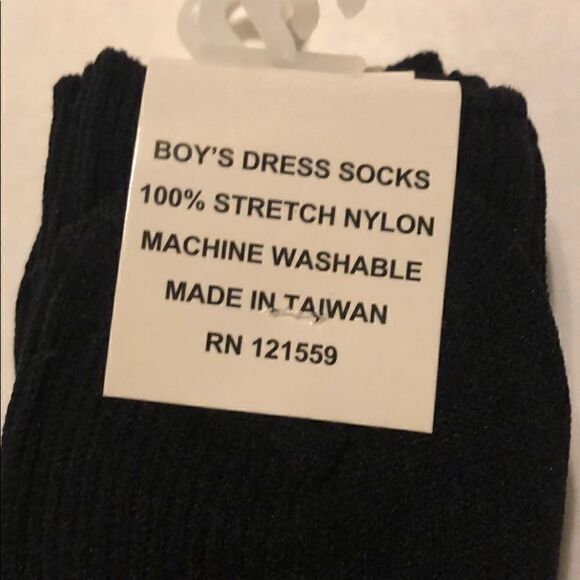 BOY'S DRESS SOCKS
100% STRETCH NYLON
MACHINE WASHABLE
MADE IN TAIWAN
RN 121559